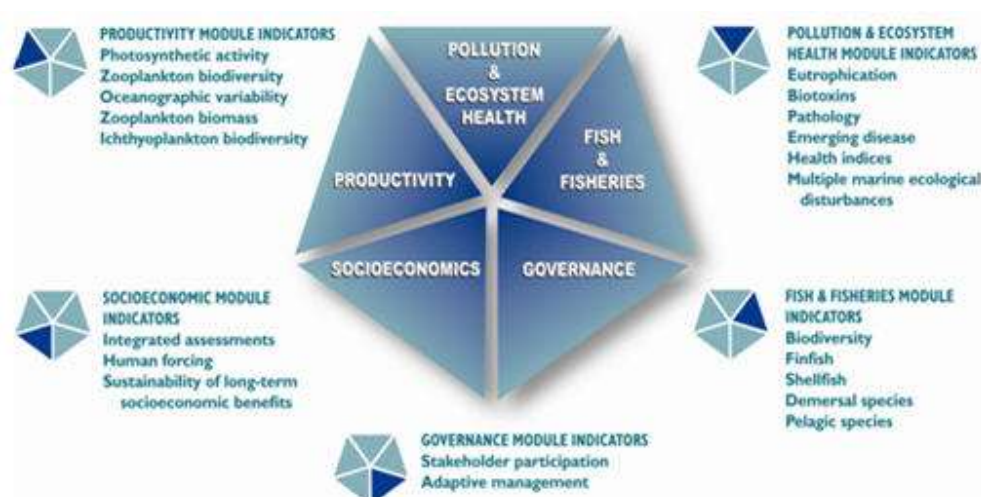 PRODUCTIVITY MODULE INDICATORS
Photosynthetic activity
Zooplankton biodiversity
Oceanographic variability
Zooplankton biomass
Ichthyoplankton biodiversity
POLLUTION
&
ECOSYSTEM
HEALTH
FISH
&
FISHERIES
PRODUCTIVITY
SOCIOECONOMICS
GOVERNANCE
POLLUTION & ECOSYSTEM
HEALTH MODULE INDICATORS
Eutrophication
Biotoxins
Pathology
Emerging disease
Health indices
Multiple marine ecological
disturbances
SOCIOECONOMIC MODULE
INDICATORS
Integrated assessments
Human forcing
Sustainability of long-term
socioeconomic benefits
FISH & FISHERIES MODULE
INDICATORS
Biodiversity
Finfish
Shellfish
Demersal species
Pelagic species
GOVERNANCE MODULE INDICATORS
Stakeholder participation
Adaptive management